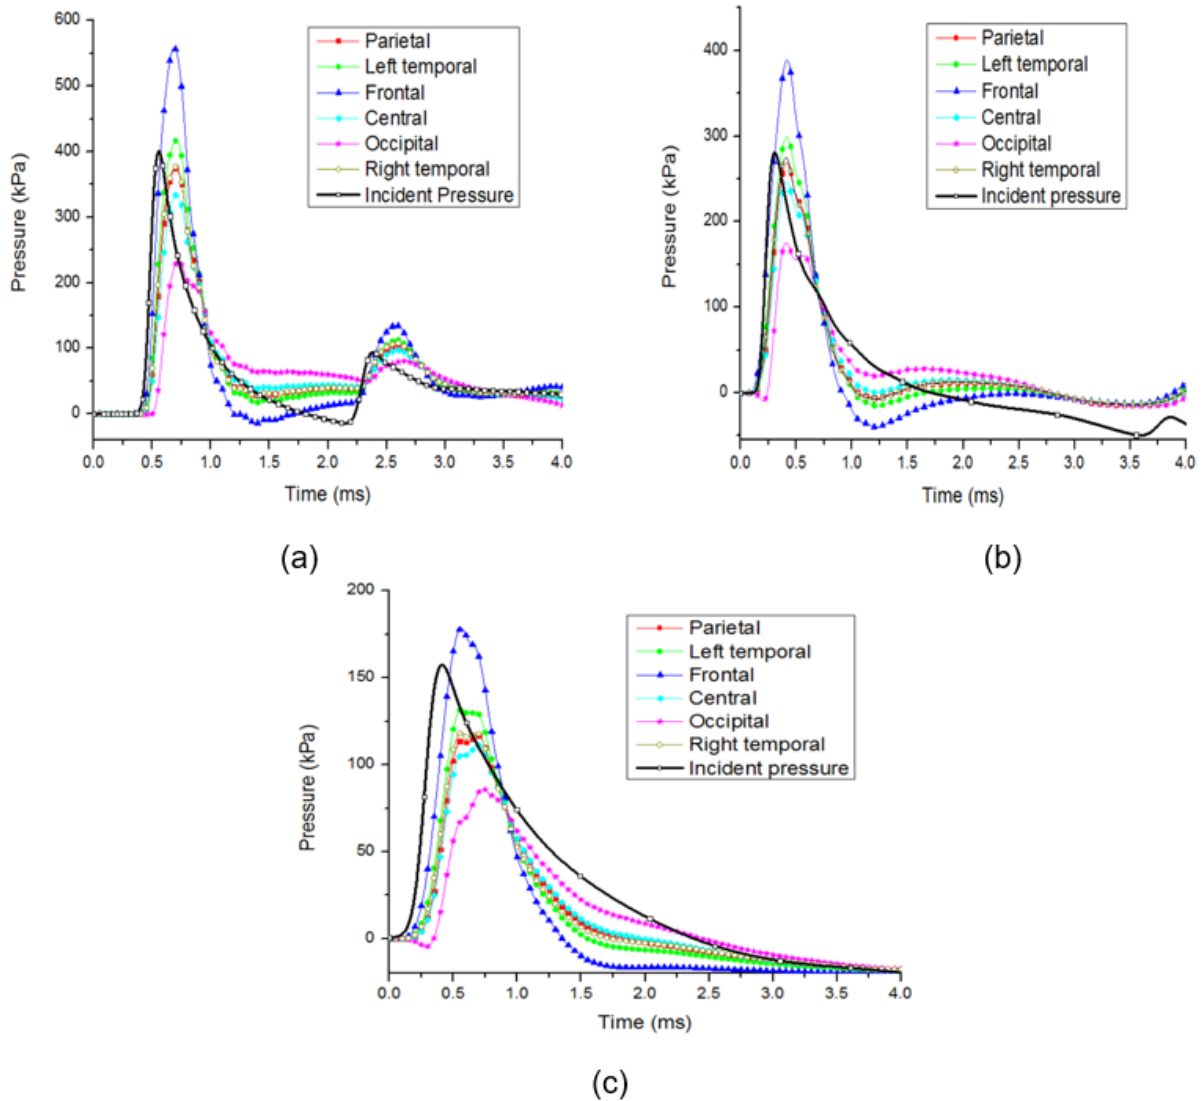 600
500
400
300
200
100
0
Pressure (kPa)
Parietal
Left temporal
Frontal
Central
Occipital
Right temporal
Incident Pressure
0.0 0.5 1.0 1.5 2.0 2.5 3.0 3.5 4.0
Time (ms)
(a)
400
300
200
100
0
Pressure (kPa)
Parietal
Left temporal
Frontal
Central
Occipital
Right temporal
Incident pressure
0.0 0.5 1.0 1.5 2.0 2.5 3.0 3.5 4.0
Time (ms)
(b)
200
150
100
50
0
Pressure (kPa)
Parietal
Left temporal
Frontal
Central
Occipital
Right temporal
Incident pressure
0.0 0.5 1.0 1.5 2.0 2.5 3.0 3.5 4.0
Time (ms)
(c)